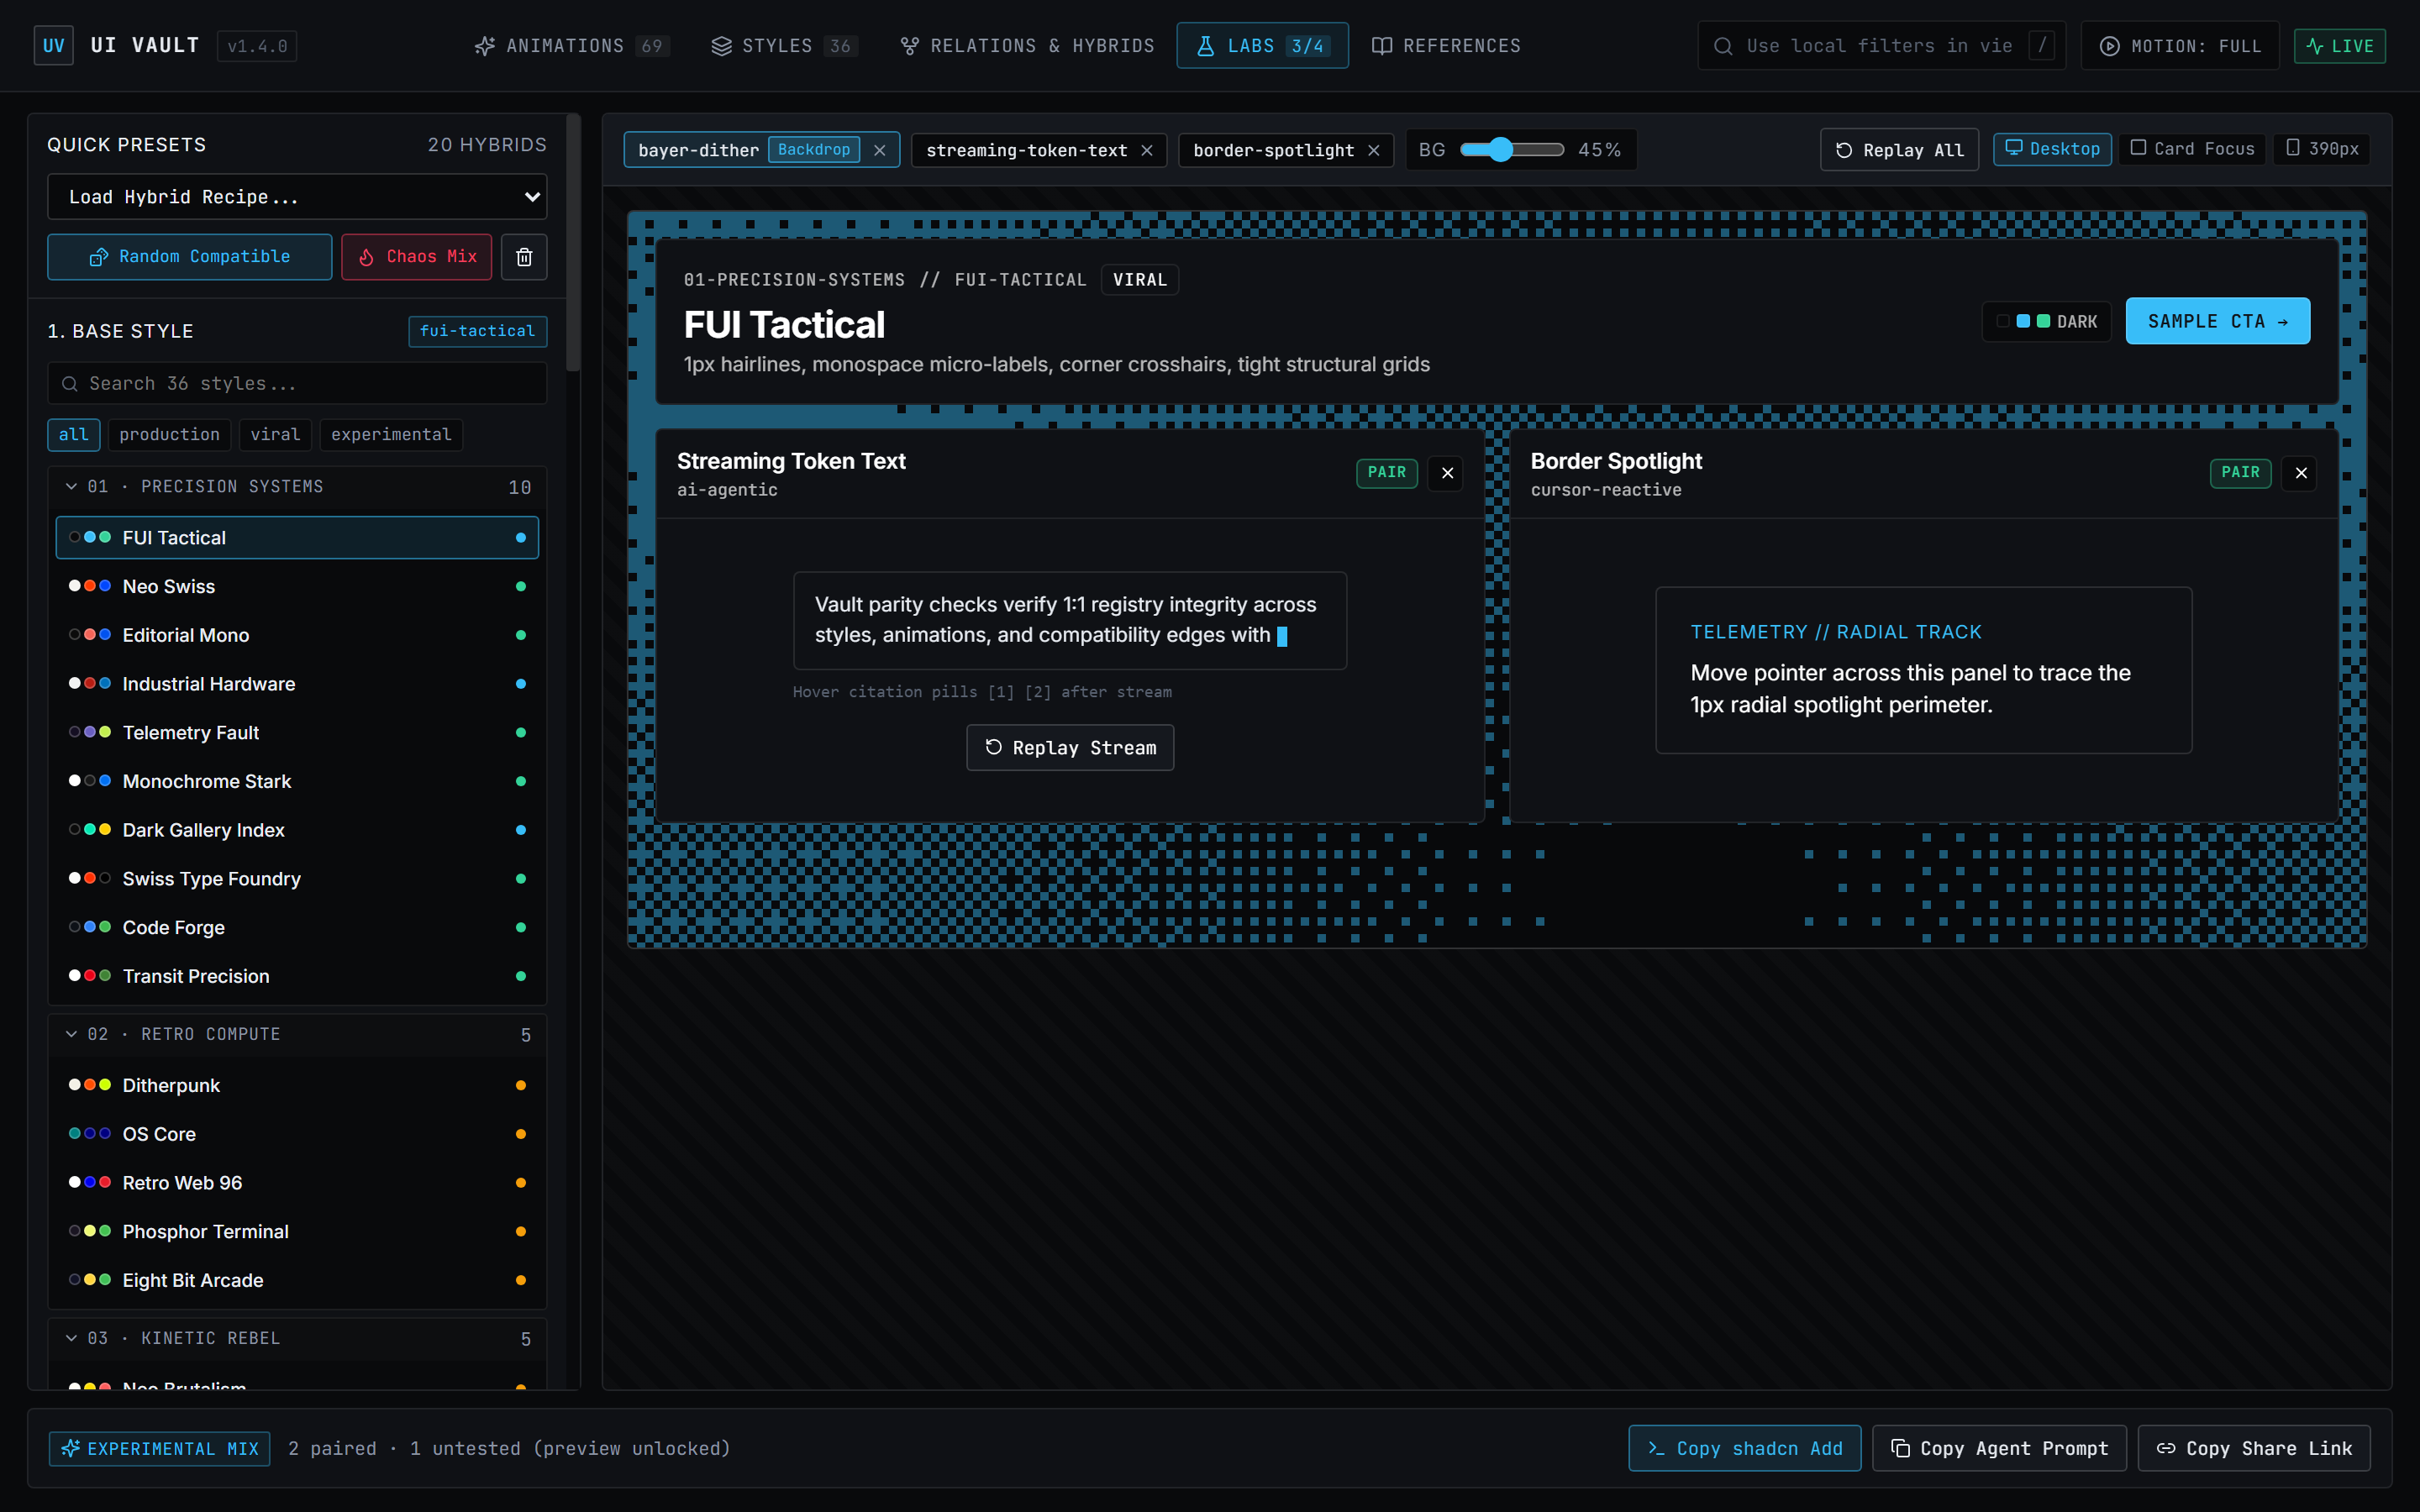 UV UI VAULT v1.4.0 ANIMATIONS 69 STYLES 36 RELATIONS & HYBRIDS LABS 3/4 REFERENCES Use local filters in vie / MOTION: FULL LIVE
QUICK PRESETS 20 HYBRIDS
Load Hybrid Recipe...
Random Compatible Chaos Mix
1. BASE STYLE fui-tactical
Search 36 styles...
all production viral experimental
01 · PRECISION SYSTEMS 10
FUI Tactical
Neo Swiss
Editorial Mono
Industrial Hardware
Telemetry Fault
Monochrome Stark
Dark Gallery Index
Swiss Type Foundry
Code Forge
Transit Precision
02 · RETRO COMPUTE 5
Ditherpunk
OS Core
Retro Web 96
Phosphor Terminal
Eight Bit Arcade
03 · KINETIC REBEL 5
Neo Brutalism
bayer-dither Backdrop streaming-token-text border-spotlight BG 45% Replay All Desktop Card Focus 390px
01-PRECISION-SYSTEMS // FUI-TACTICAL VIRAL
FUI Tactical
1px hairlines, monospace micro-labels, corner crosshairs, tight structural grids
DARK SAMPLE CTA →
Streaming Token Text
ai-agentic
PAIR
Vault parity checks verify 1:1 registry integrity across
styles, animations, and compatibility edges with
Hover citation pills [1] [2] after stream
Replay Stream
Border Spotlight
cursor-reactive
PAIR
TELEMETRY // RADIAL TRACK
Move pointer across this panel to trace the
1px radial spotlight perimeter.
EXPERIMENTAL MIX 2 paired · 1 untested (preview unlocked) Copy shadcn Add Copy Agent Prompt Copy Share Link